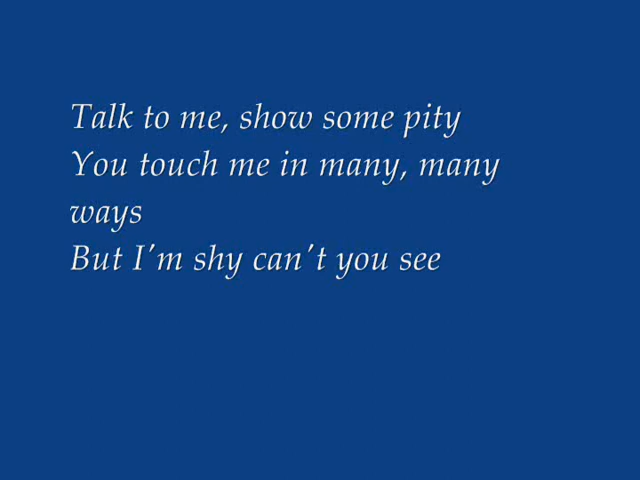 Talk to me, show some pity
You touch me in many, many
ways
But I'm shy can't you see